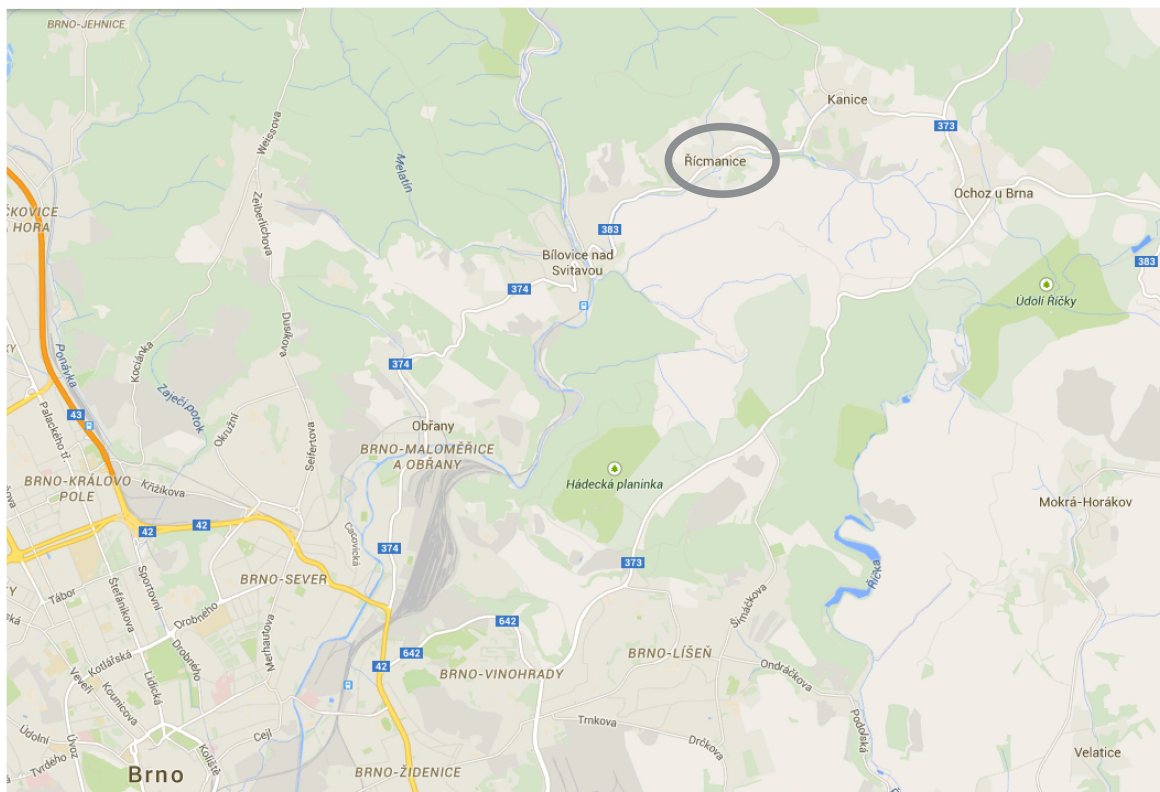 BRNO-JEHNICE
Weissova
Kanice
373
Melatín
Řícmanice
Ochoz u Brna
Zeiberlichova
ČKOVICE
A HORA
383
Bílovice nad
Svitavou
383
374
Údolí Říčky
Dusíkova
Kociánka
Ponávka
374
Zaječí potok
43
Palackého tř.
Okružní
Seifertova
Obřany
BRNO-MALOMĚŘICE
A OBŘANY
Hádecká planinka
BRNO-KRÁLOVO
POLE
Křižíkova
Mokrá-Horákov
42
42
374
Cacovická
373
Říčka
BRNO-SEVER
Tábor
Štefánikova
Sportovní
Drobného
Merhautova
Šimáčkova
642
642
42
BRNO-LÍŠEŇ
BRNO-VINOHRADY
Kotlářská
Drobného
Lidická
Veveří
Kounicova
Ondráčkova
Podolská
Trnkova
Drčkova
Údolní
Úvoz
Tvrdého
Koliště
Cejl
Velatice
Brno
BRNO-ŽIDENICE